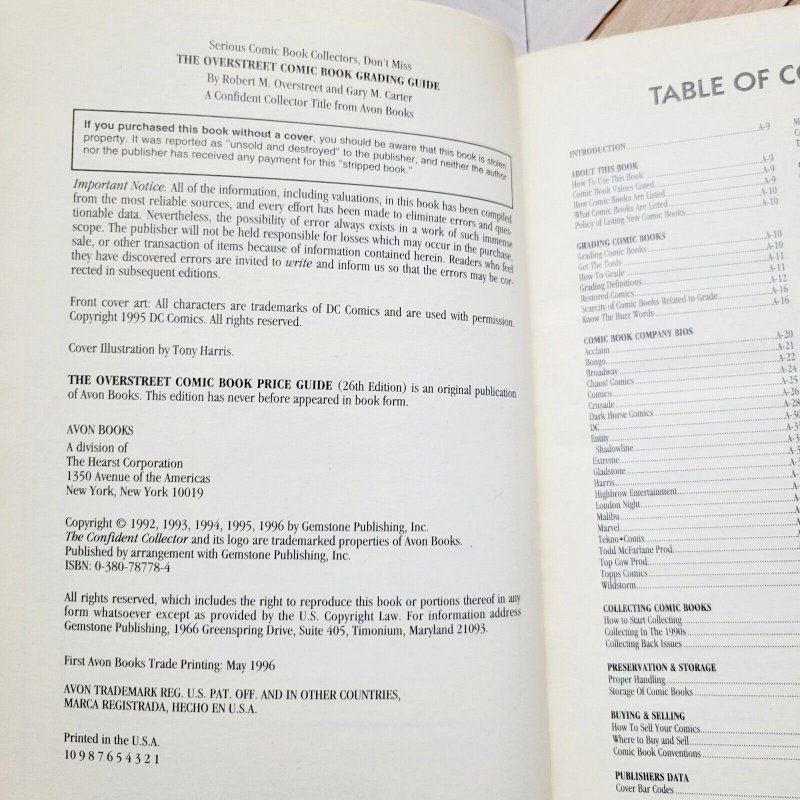 Serious Comic Book Collectors, Don't Miss
THE OVERSTREET COMIC BOOK GRADING GUIDE
By Robert M. Overstreet and Gary M. Carter
A Confident Collector Title from Avon Books
If you purchased this book without a cover, you should be aware that this book is stolen
property. It was reported as "unsold and destroyed" to the publisher, and neither the author
nor the publisher has received any payment for this "stripped book."
Important Notice. All of the information, including valuations, in this book has been compiled
from the most reliable sources, and every effort has been made to eliminate errors and ques-
tionable data. Nevertheless, the possibility of error always exists in a work of such immense
scope. The publisher will not be held responsible for losses which may occur in the purchase,
sale, or other transaction of items because of information contained herein. Readers who feel
they have discovered errors are invited to write and inform us so that the errors may be cor-
rected in subsequent editions.
Front cover art: All characters are trademarks of DC Comics and are used with permission.
Copyright 1995 DC Comics. All rights reserved.
Cover Illustration by Tony Harris.
THE OVERSTREET COMIC BOOK PRICE GUIDE (26th Edition) is an original publication
of Avon Books. This edition has never before appeared in book form.
AVON BOOKS
A division of
The Hearst Corporation
1350 Avenue of the Americas
New York, New York 10019
Copyright © 1992, 1993, 1994, 1995, 1996 by Gemstone Publishing, Inc.
The Confident Collector and its logo are trademarked properties of Avon Books.
Published by arrangement with Gemstone Publishing, Inc.
ISBN: 0-380-78778-4
All rights reserved, which includes the right to reproduce this book or portions thereof in any
form whatsoever except as provided by the U.S. Copyright Law. For information address
Gemstone Publishing, 1966 Greenspring Drive, Suite 405, Timonium, Maryland 21093.
First Avon Books Trade Printing: May 1996
AVON TRADEMARK REG. U.S. PAT. OFF. AND IN OTHER COUNTRIES,
MARCA REGISTRADA, HECHO EN U.S.A.
Printed in the U.S.A.
10 9 8 7 6 5 4 3 2 1
TABLE OF CO
INTRODUCTION A-9
ABOUT THIS BOOK A-9
How To Use This Book A-9
Comic Book Values Listed A-9
How Comic Books Are Listed A-10
What Comic Books Are Listed A-10
Policy of Listing New Comic Books
GRADING COMIC BOOKS A-10
Grading Comic Books A-10
Get The Tools A-11
How To Grade A-11
Grading Definitions A-12
Restored Comics A-16
Scarcity of Comic Books Related to Grade A-16
Know The Buzz Words
COMIC BOOK COMPANY BIOS
Acclaim A-20
Bongo A-21
Broadway A-22
Chaos! Comics A-24
Comico A-25
Crusade A-26
Dark Horse Comics A-28
DC A-30
Entity
Shadowline
Extreme
Gladstone
Harris
Highbrow Entertainment
London Night
Malibu
Marvel
Tekno•Comix
Todd McFarlane Prod.
Top Cow Prod.
Topps Comics
Wildstorm
COLLECTING COMIC BOOKS
How to Start Collecting
Collecting In The 1990s
Collecting Back Issues
PRESERVATION & STORAGE
Proper Handling
Storage Of Comic Books
BUYING & SELLING
How To Sell Your Comics
Where to Buy and Sell
Comic Book Conventions
PUBLISHERS DATA
Cover Bar Codes